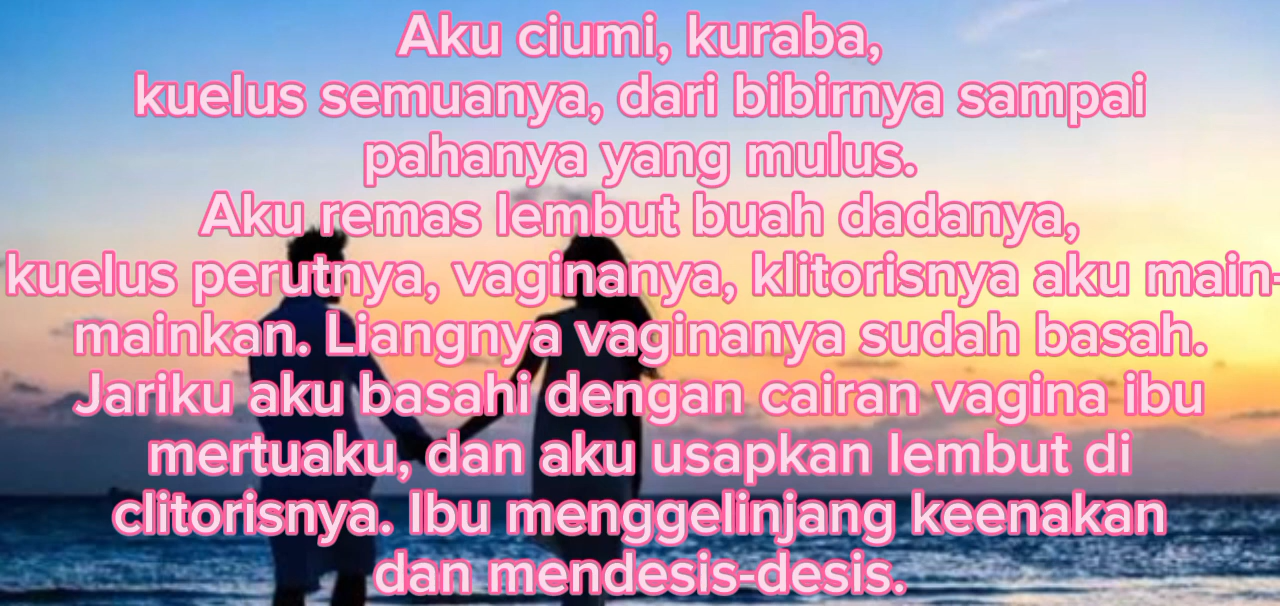 Aku ciumi, kuraba,
kuelus semuanya, dari bibirnya sampai
pahanya yang mulus.
Aku remas lembut buah dadanya,
kuelus perutnya, vaginanya, klitorisnya aku main-
mainkan. Liangnya vaginanya sudah basah.
Jariku aku basahi dengan cairan vagina ibu
mertuaku, dan aku usapkan lembut di
clitorisnya. Ibu menggelinjang keenakan
dan mendesis-desis.